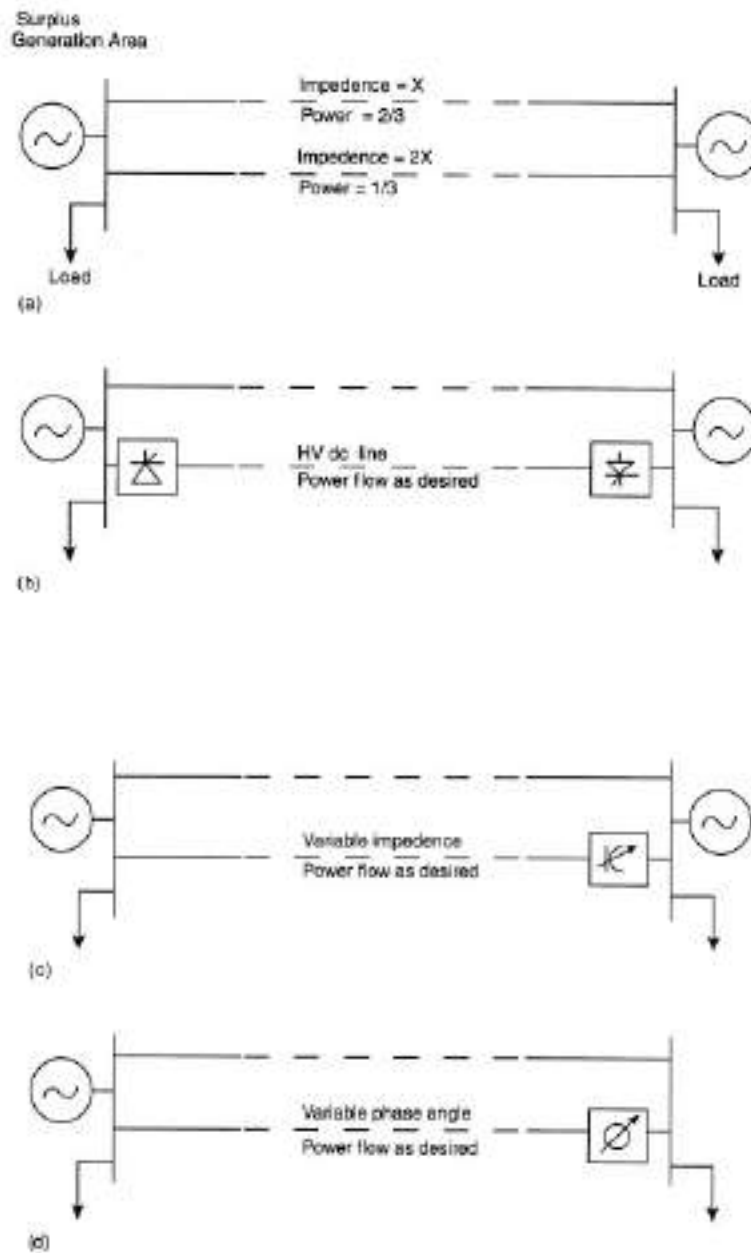 Surplus
Generation Area
Impedence = X
Power = 2/3
Impedence = 2X
Power = 1/3
Load
Load
(a)
HV dc line
Power flow as desired
(b)
Variable impedence
Power flow as desired
(c)
Variable phase angle
Power flow as desired
(d)